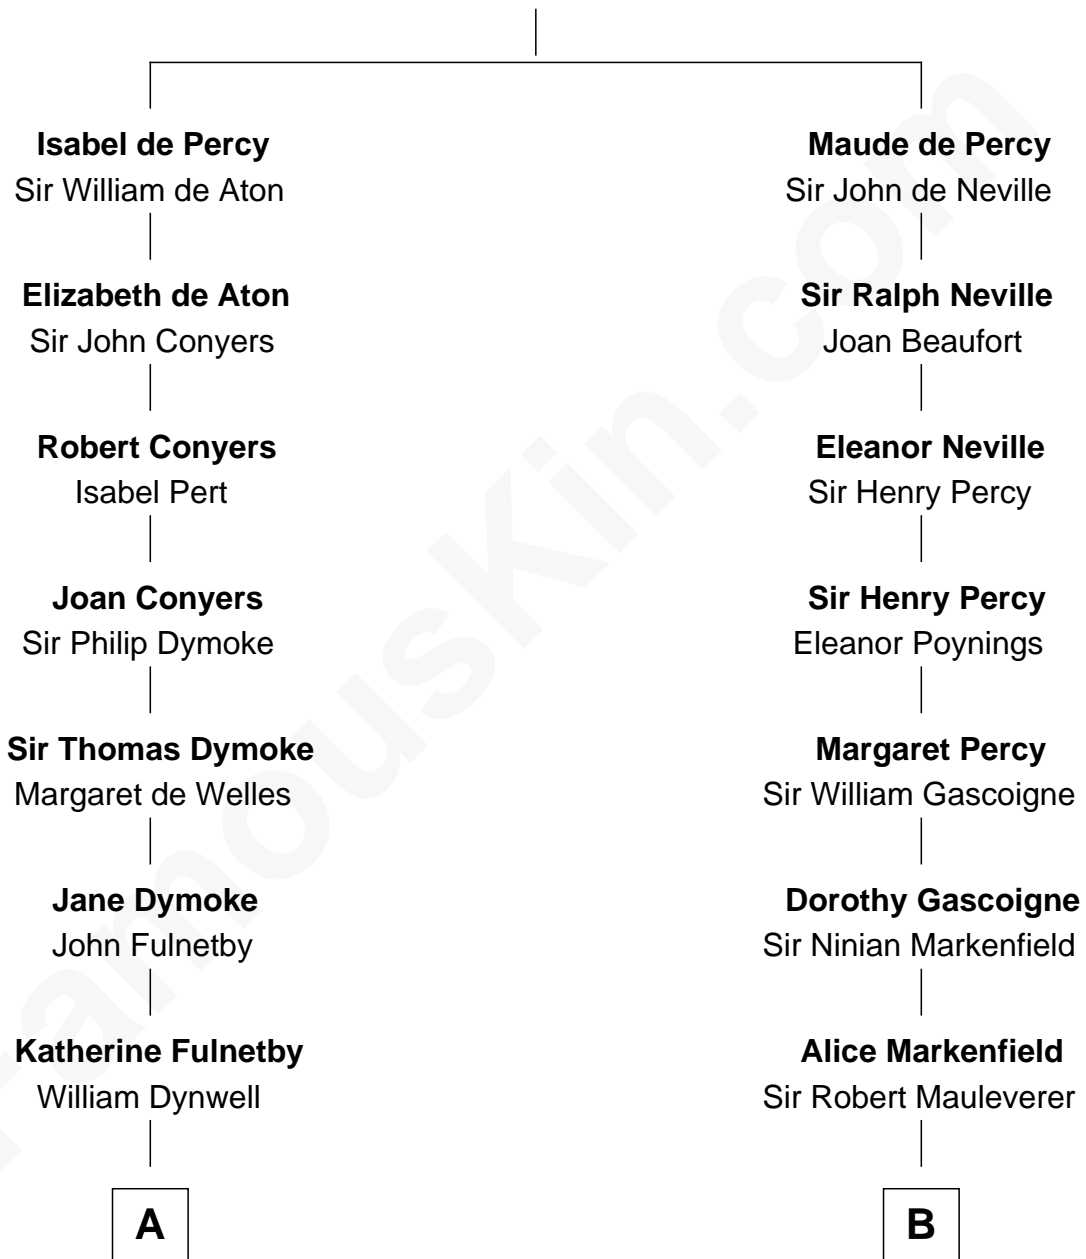 Isabel de Percy
Sir William de Aton
Elizabeth de Aton
Sir John Conyers
Robert Conyers
Isabel Pert
Joan Conyers
Sir Philip Dymoke
Sir Thomas Dymoke
Margaret de Welles
Jane Dymoke
John Fulnetby
Katherine Fulnetby
William Dynwell
A
Maude de Percy
Sir John de Neville
Sir Ralph Neville
Joan Beaufort
Eleanor Neville
Sir Henry Percy
Sir Henry Percy
Eleanor Poynings
Margaret Percy
Sir William Gascoigne
Dorothy Gascoigne
Sir Ninian Markenfield
Alice Markenfield
Sir Robert Mauleverer
B
FamousKin.com